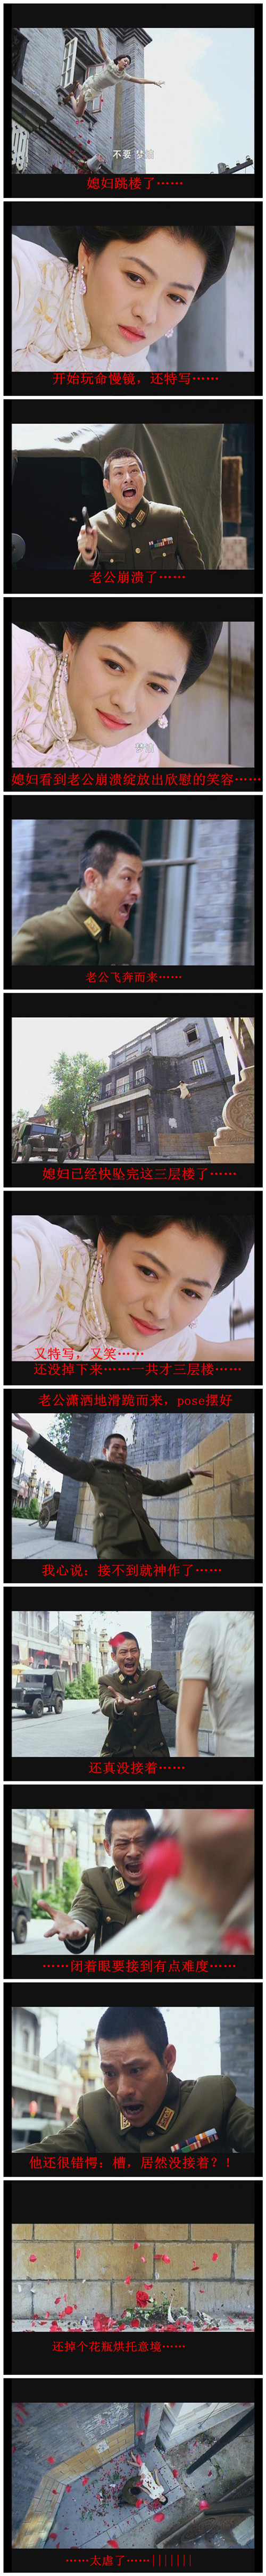 不要 梦
媳妇跳楼了……
开始玩命慢镜，还特写……
老公崩溃了……
媳妇看到老公崩溃绽放出欣慰的笑容……
老公飞奔而来……
媳妇已经快坠完这三层楼了……
又特写，又笑……
还没掉下来……一共才三层楼……
老公潇洒地滑跪而来，pose摆好
我心说：接不到就神作了……
还真没接着……
……闭着眼要接到有点难度……
他还很错愕：槽，居然没接着？！
还掉个花瓶烘托意境……
……太虐了……|||||||